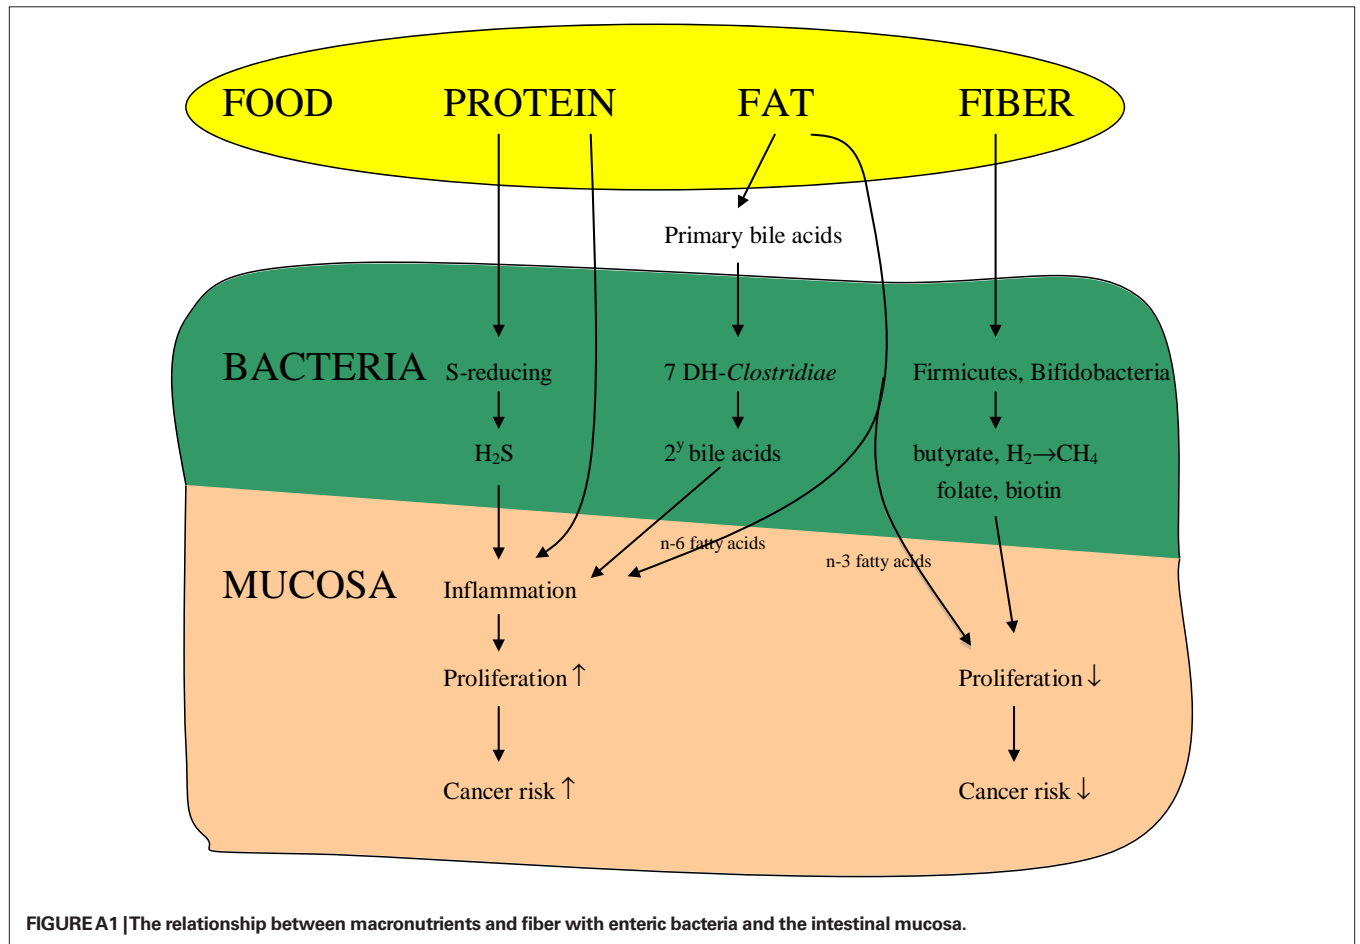 FOOD PROTEIN FAT FIBER
Primary bile acids
BACTERIA S-reducing 7 DH-Clostridiae Firmicutes, Bifidobacteria
H₂S 2ʸ bile acids butyrate, H₂→CH₄
folate, biotin
n-6 fatty acids
n-3 fatty acids
MUCOSA Inflammation
Proliferation ↑ Proliferation ↓
Cancer risk ↑ Cancer risk ↓
FIGURE A1 | The relationship between macronutrients and fiber with enteric bacteria and the intestinal mucosa.